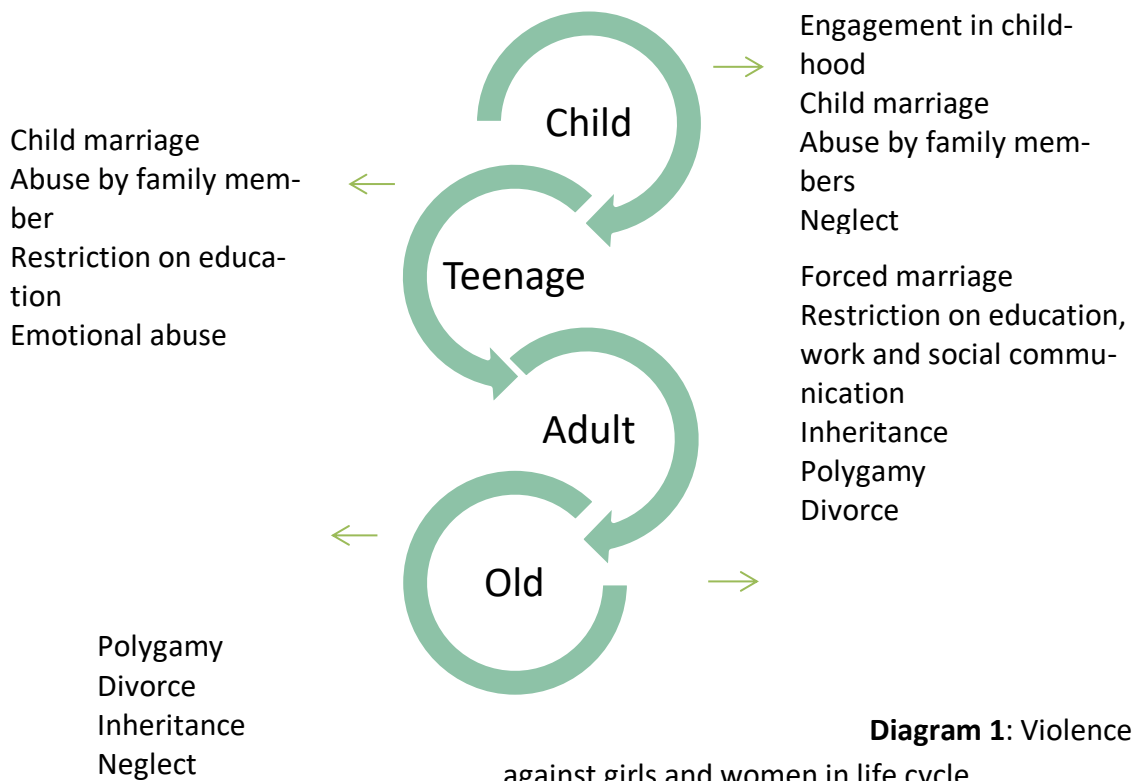 Child
Engagement in child-
hood
Child marriage
Abuse by family mem-
bers
Neglect
Teenage
Child marriage
Abuse by family mem-
ber
Restriction on educa-
tion
Emotional abuse
Adult
Forced marriage
Restriction on education,
work and social commu-
nication
Inheritance
Polygamy
Divorce
Old
Polygamy
Divorce
Inheritance
Neglect
Diagram 1: Violence
against girls and women in life cycle